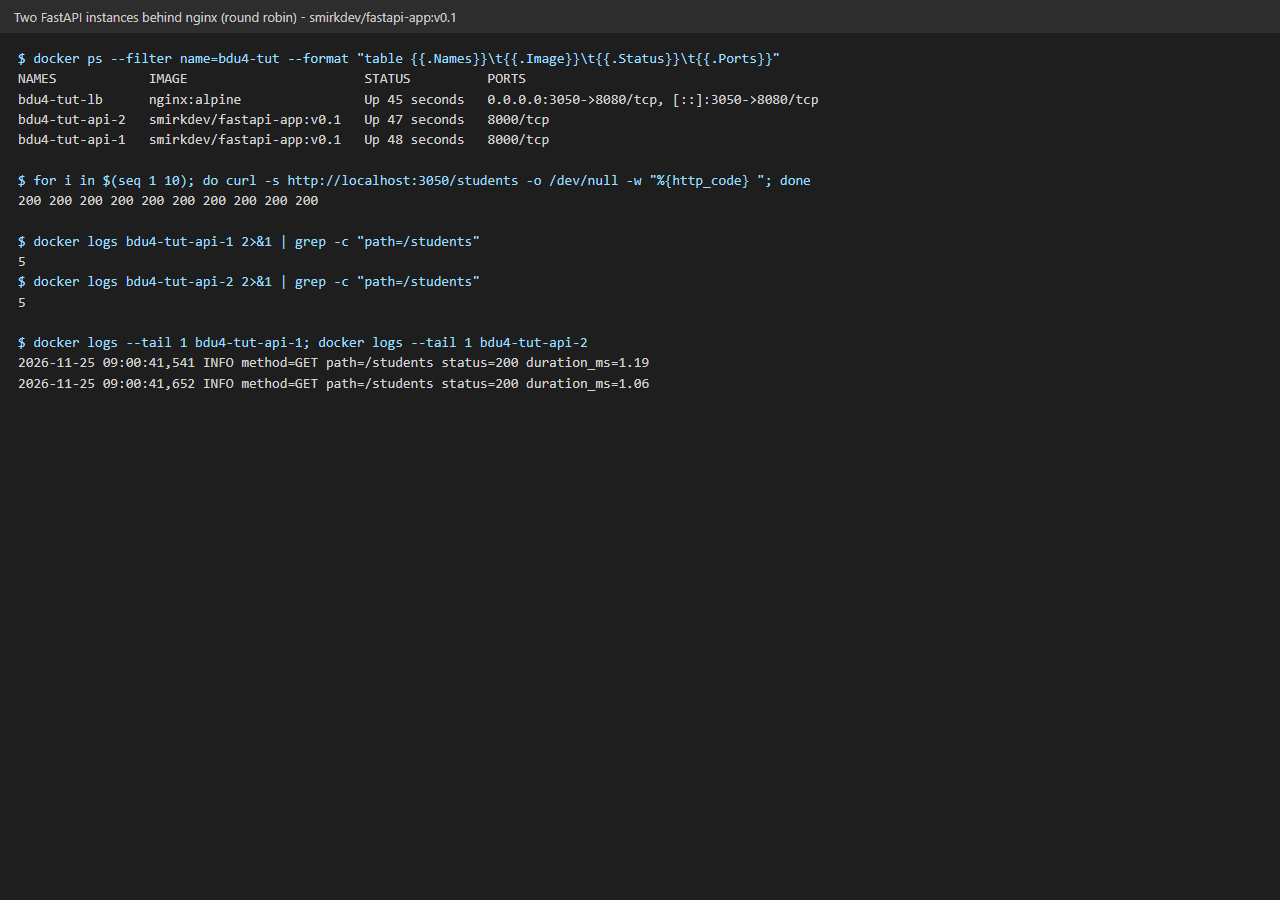 Two FastAPI instances behind nginx (round robin) - smirkdev/fastapi-app:v0.1
$ docker ps --filter name=bdu4-tut --format "table {{.Names}}\t{{.Image}}\t{{.Status}}\t{{.Ports}}"
NAMES            IMAGE                       STATUS          PORTS
bdu4-tut-lb      nginx:alpine                Up 45 seconds   0.0.0.0:3050->8080/tcp, [::]:3050->8080/tcp
bdu4-tut-api-2   smirkdev/fastapi-app:v0.1   Up 47 seconds   8000/tcp
bdu4-tut-api-1   smirkdev/fastapi-app:v0.1   Up 48 seconds   8000/tcp
$ for i in $(seq 1 10); do curl -s http://localhost:3050/students -o /dev/null -w "%{http_code} "; done
200 200 200 200 200 200 200 200 200 200
$ docker logs bdu4-tut-api-1 2>&1 | grep -c "path=/students"
5
$ docker logs bdu4-tut-api-2 2>&1 | grep -c "path=/students"
5
$ docker logs --tail 1 bdu4-tut-api-1; docker logs --tail 1 bdu4-tut-api-2
2026-11-25 09:00:41,541 INFO method=GET path=/students status=200 duration_ms=1.19
2026-11-25 09:00:41,652 INFO method=GET path=/students status=200 duration_ms=1.06